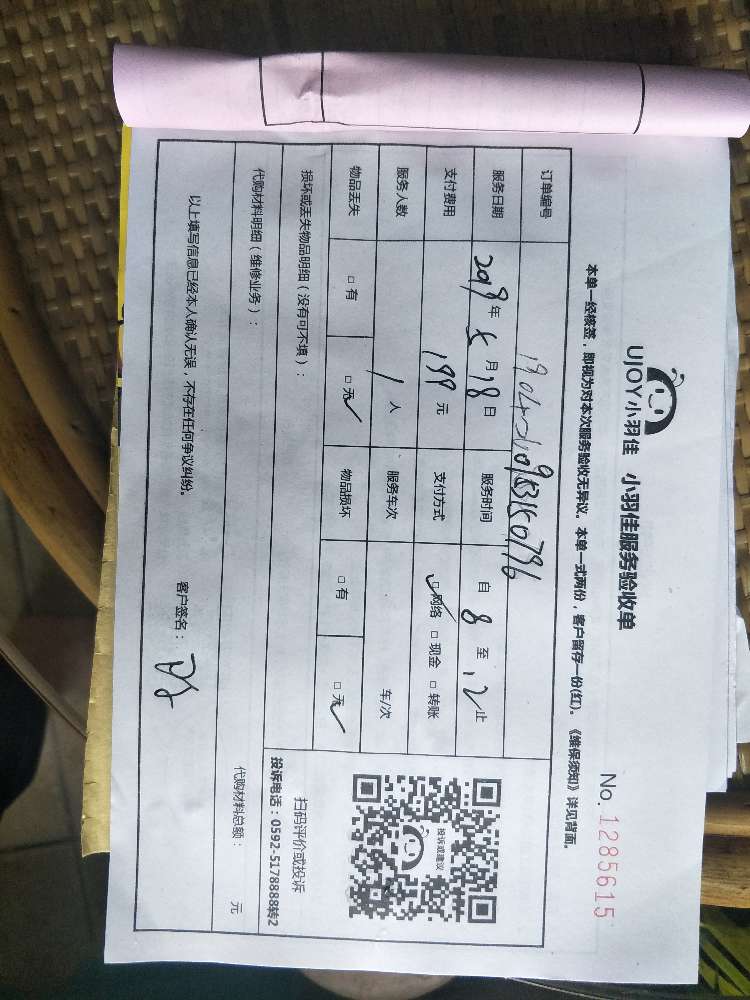 UJOY小羽佳 小羽佳服务验收单
No.1285615
本单一经核签，即视为对本次服务验收无异议。本单一式两份，客户留存一份(红)。《维保须知》详见背面。
订单编号
服务日期 2019年 5月18日 服务时间 自 8 至 12 止
支付费用 199 元 支付方式 ☑网络 □现金 □转账
服务人数 1 人 服务车次 车/次
物品丢失 □有 □无✓ 物品损坏 □有 □无✓
投诉或建议
扫码评价或投诉
投诉电话：0592-5178888转2
损坏或丢失物品明细（没有可不填）：
代购材料明细（维修业务）：
代购材料总额： 元
以上填写信息已经本人确认无误，不存在任何争议纠纷。
客户签名：